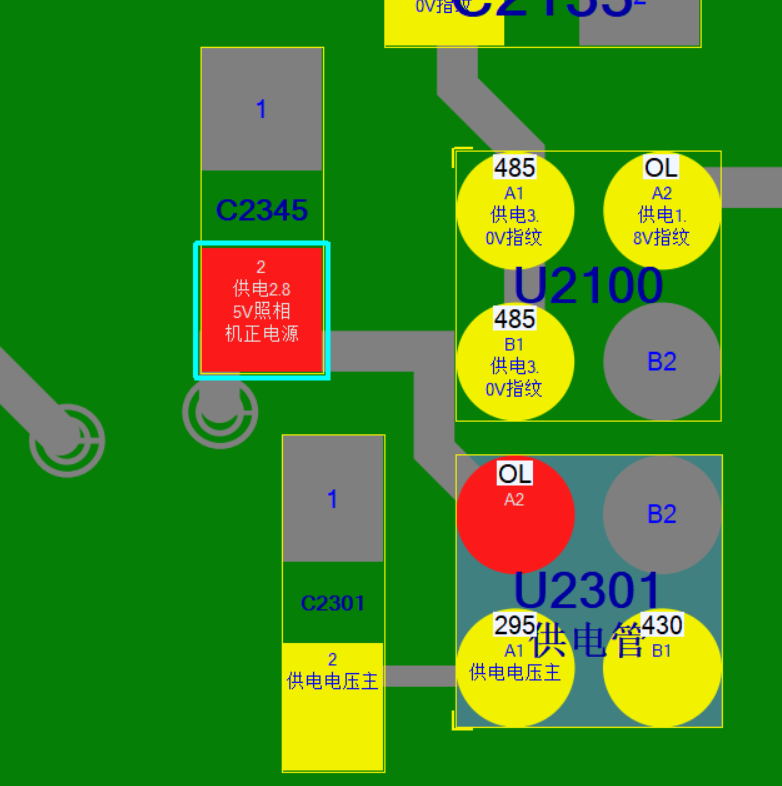 0V指纹
C2133
2
1
C2345
2
供电2.8
5V照相
机正电源
485
A1
供电3.
0V指纹
OL
A2
供电1.
8V指纹
U2100
485
B1
供电3.
0V指纹
B2
1
C2301
2
供电电压主
OL
A2
B2
U2301
供电管
295
A1
供电电压主
430
B1